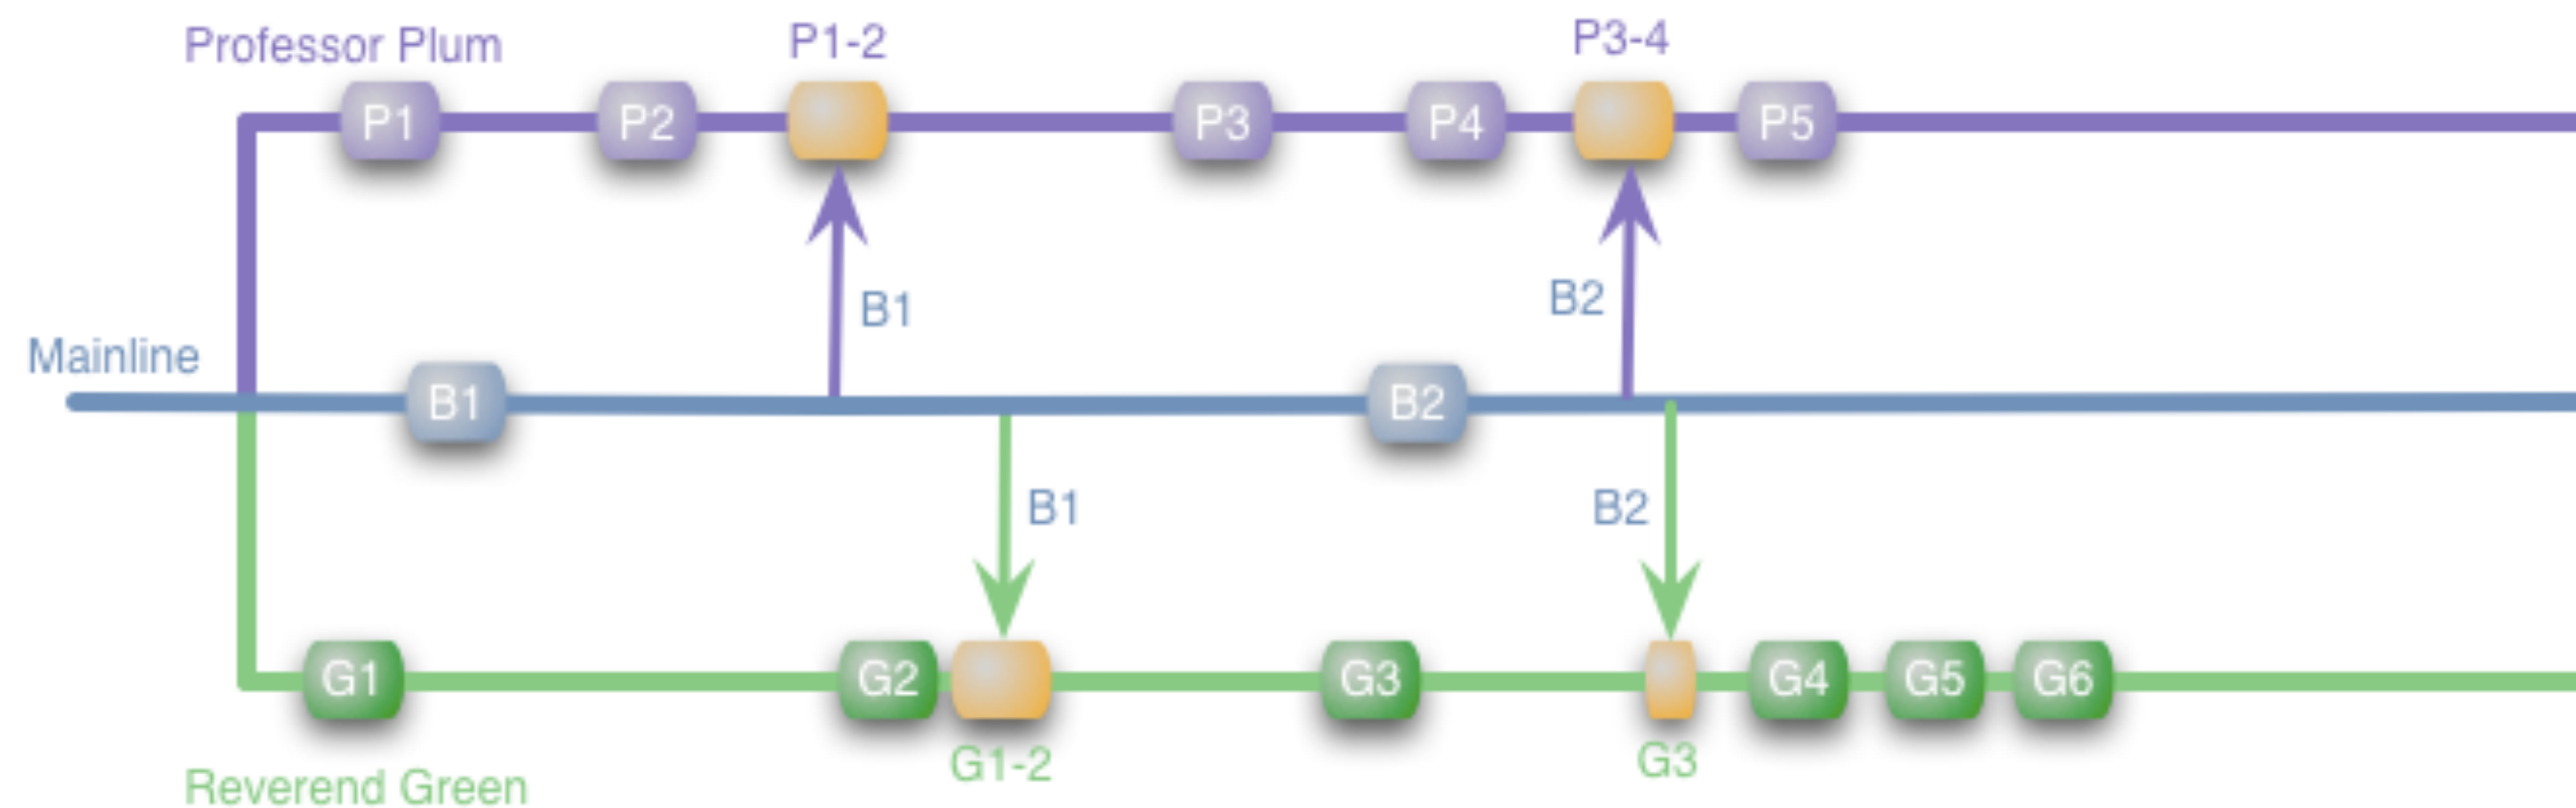 Professor Plum
P1-2
P3-4
P1
P2
P3
P4
P5
B1
B2
Mainline
B1
B2
B1
B2
G1
G2
G3
G4
G5
G6
G1-2
G3
Reverend Green